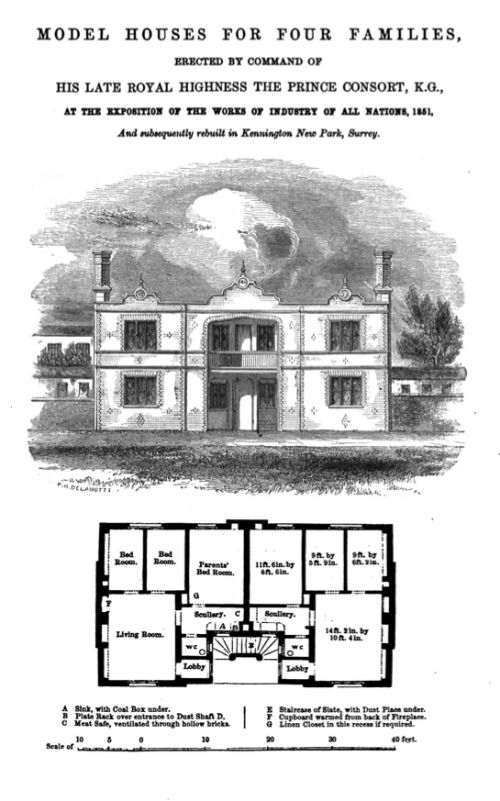 MODEL HOUSES FOR FOUR FAMILIES,
ERECTED BY COMMAND OF
HIS LATE ROYAL HIGHNESS THE PRINCE CONSORT, K.G.,
AT THE EXPOSITION OF THE WORKS OF INDUSTRY OF ALL NATIONS, 1851,
And subsequently rebuilt in Kennington New Park, Surrey.
P.H. DELAMOTTE
Bed Room.
Bed Room.
Parents' Bed Room.
11ft. 6in. by 8ft. 6in.
9ft. by 5ft. 9in.
9ft. by 6ft. 2in.
G
F
Scullery.
C
Scullery.
A
B
Living Room.
WC
E
WC
14ft. 2in. by 10ft. 4in.
Lobby
Lobby
A Sink, with Coal Box under.
B Plate Rack over entrance to Dust Shaft D.
C Meat Safe, ventilated through hollow bricks.
E Staircase of Slate, with Dust Place under.
F Cupboard warmed from back of Fireplace.
G Linen Closet in this recess if required.
Scale of 10 5 0 10 20 30 40 feet.